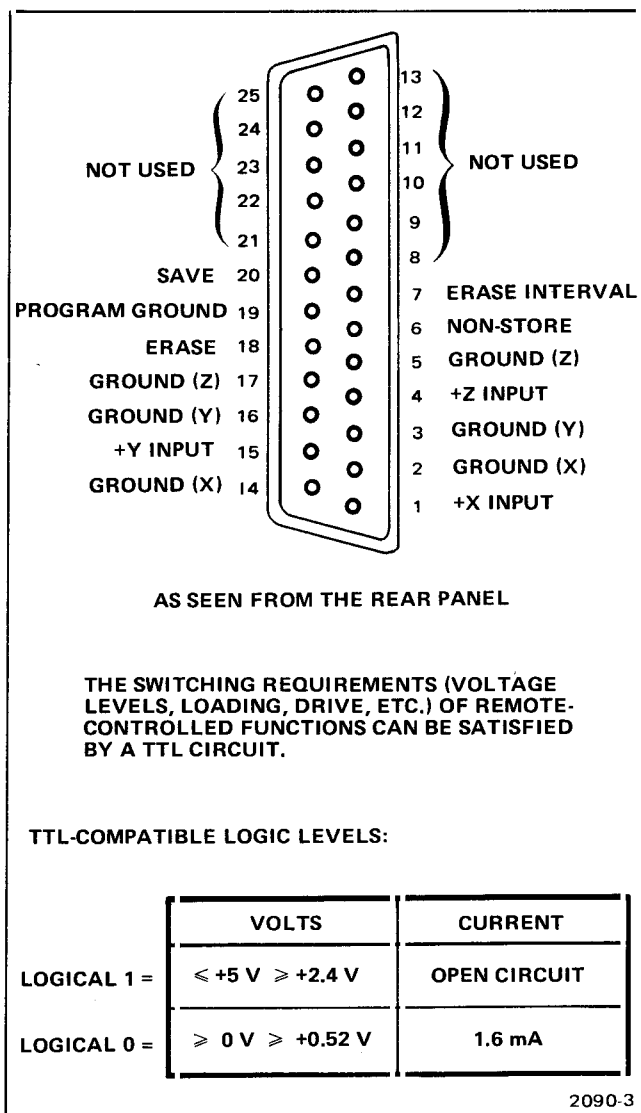 13
25
12
24
11
NOT USED 23 NOT USED
10
22
9
21
8
SAVE 20
7 ERASE INTERVAL
PROGRAM GROUND 19
6 NON-STORE
ERASE 18
5 GROUND (Z)
GROUND (Z) 17
4 +Z INPUT
GROUND (Y) 16
3 GROUND (Y)
+Y INPUT 15
2 GROUND (X)
GROUND (X) 14
1 +X INPUT
AS SEEN FROM THE REAR PANEL
THE SWITCHING REQUIREMENTS (VOLTAGE
LEVELS, LOADING, DRIVE, ETC.) OF REMOTE-
CONTROLLED FUNCTIONS CAN BE SATISFIED
BY A TTL CIRCUIT.
TTL-COMPATIBLE LOGIC LEVELS:
VOLTS CURRENT
LOGICAL 1 = ⩽ +5 V ⩾ +2.4 V OPEN CIRCUIT
LOGICAL 0 = ⩾ 0 V ⩾ +0.52 V 1.6 mA
2090-3